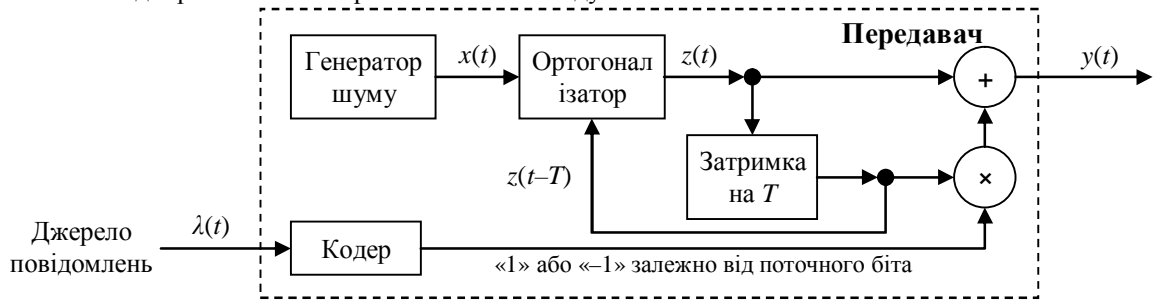 Передавач
Генератор
шуму
x(t)
Ортогонал
ізатор
z(t)
+
y(t)
Затримка
на T
z(t–T)
×
Джерело
повідомлень
λ(t)
Кодер
«1» або «–1» залежно від поточного біта